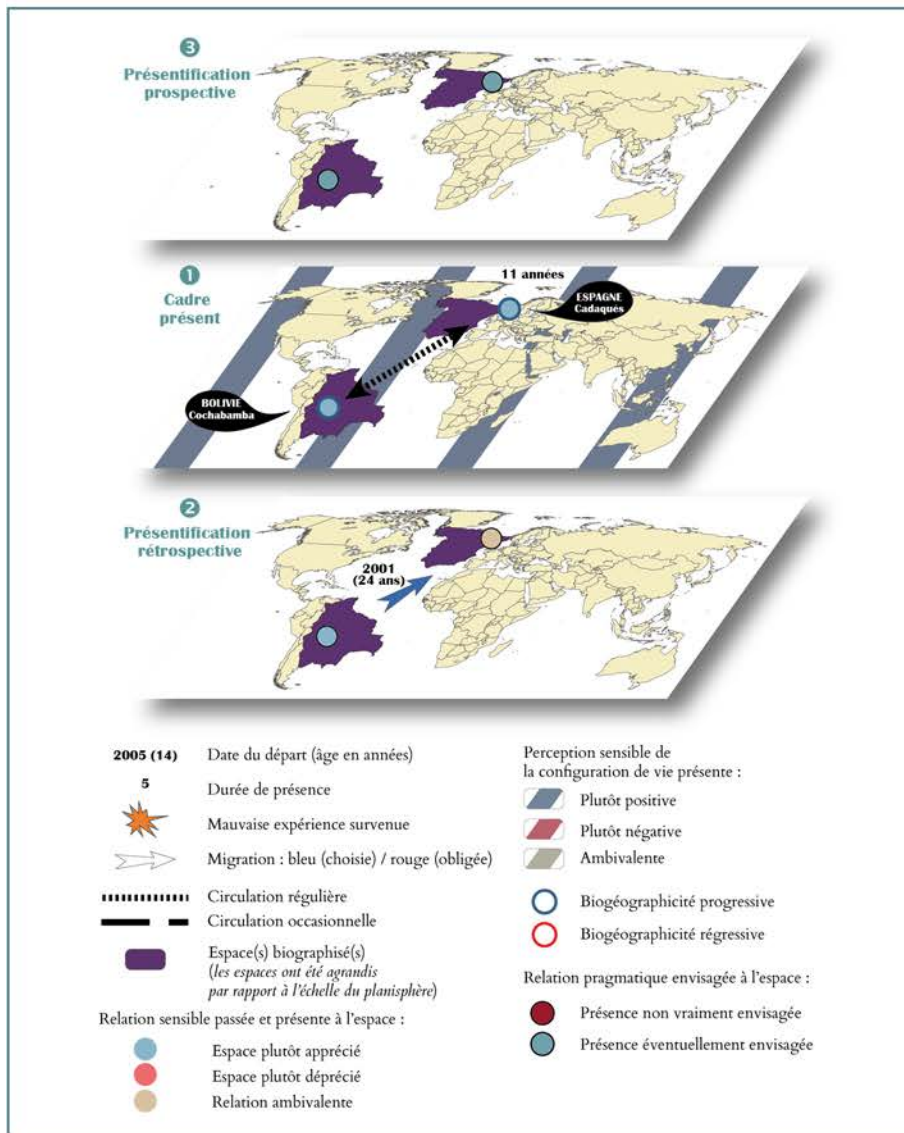 3
Présentification
prospective
1
Cadre
présent
11 années
ESPAGNE
Cadaqués
BOLIVIE
Cochabamba
2
Présentification
rétrospective
2001
(24 ans)
2005 (14) Date du départ (âge en années)
5 Durée de présence
Mauvaise expérience survenue
Migration : bleu (choisie) / rouge (obligée)
Circulation régulière
Circulation occasionnelle
Espace(s) biographisé(s)
(les espaces ont été agrandis
par rapport à l'échelle du planisphère)
Relation sensible passée et présente à l'espace :
Espace plutôt apprécié
Espace plutôt déprécié
Relation ambivalente
Perception sensible de
la configuration de vie présente :
Plutôt positive
Plutôt négative
Ambivalente
Biogéographicité progressive
Biogéographicité régressive
Relation pragmatique envisagée à l'espace :
Présence non vraiment envisagée
Présence éventuellement envisagée